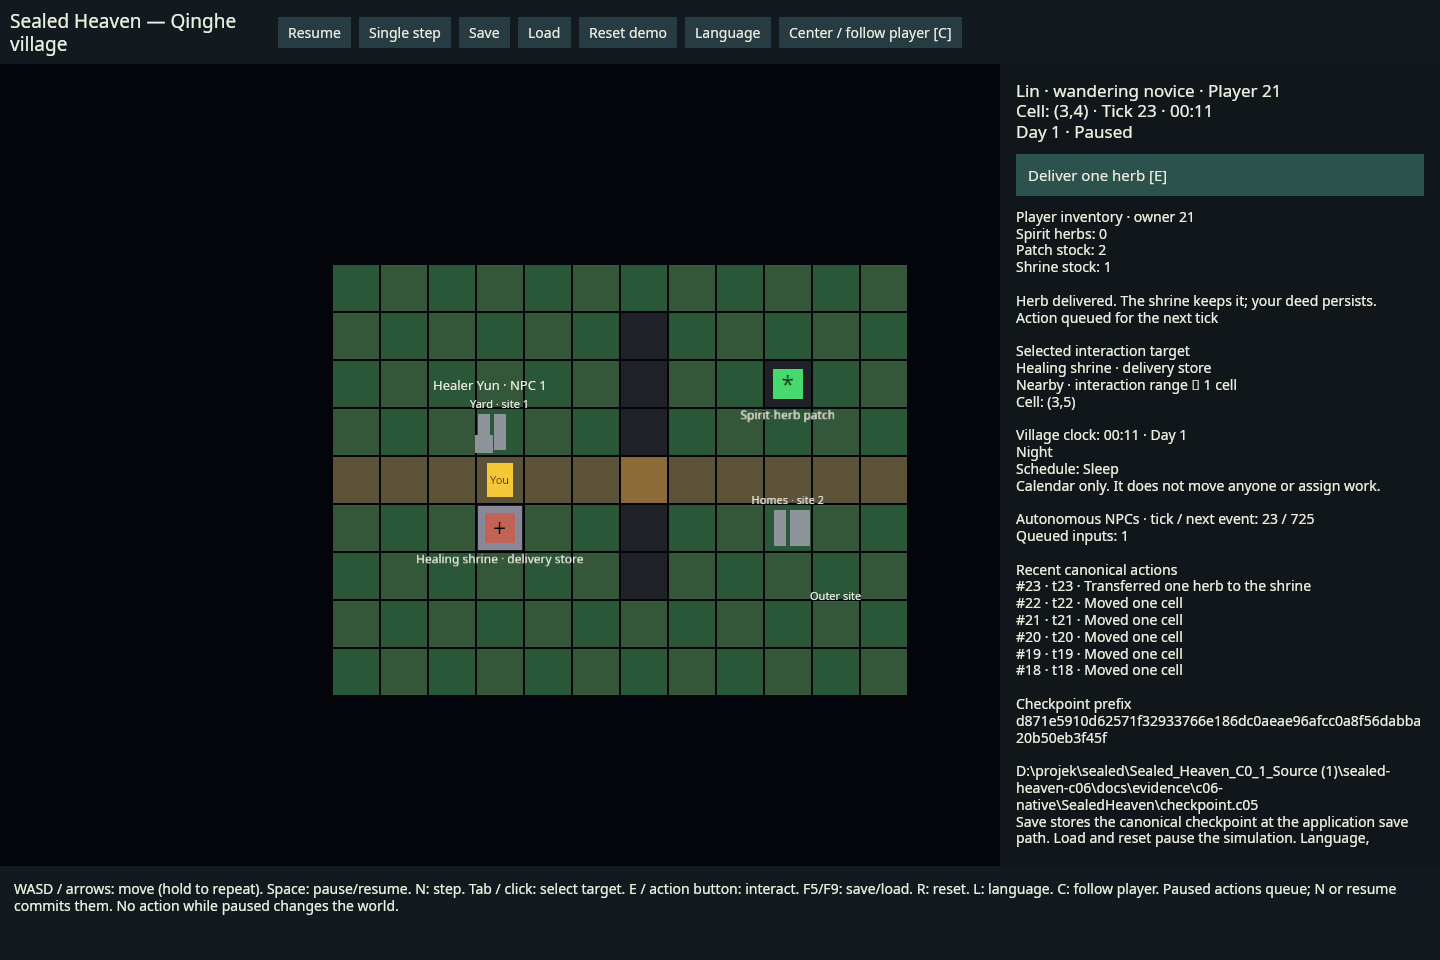 Sealed Heaven — Qinghe
village
Resume
Single step
Save
Load
Reset demo
Language
Center / follow player [C]
Lin · wandering novice · Player 21
Cell: (3,4) · Tick 23 · 00:11
Day 1 · Paused
Deliver one herb [E]
Player inventory · owner 21
Spirit herbs: 0
Patch stock: 2
Shrine stock: 1
Herb delivered. The shrine keeps it; your deed persists.
Action queued for the next tick
Selected interaction target
Healing shrine · delivery store
Nearby · interaction range ▯ 1 cell
Cell: (3,5)
Village clock: 00:11 · Day 1
Night
Schedule: Sleep
Calendar only. It does not move anyone or assign work.
Autonomous NPCs · tick / next event: 23 / 725
Queued inputs: 1
Recent canonical actions
#23 · t23 · Transferred one herb to the shrine
#22 · t22 · Moved one cell
#21 · t21 · Moved one cell
#20 · t20 · Moved one cell
#19 · t19 · Moved one cell
#18 · t18 · Moved one cell
Checkpoint prefix
d871e5910d62571f32933766e186dc0aeae96afcc0a8f56dabba
20b50eb3f45f
D:\projek\sealed\Sealed_Heaven_C0_1_Source (1)\sealed-
heaven-c06\docs\evidence\c06-
native\SealedHeaven\checkpoint.c05
Save stores the canonical checkpoint at the application save
path. Load and reset pause the simulation. Language,
Healer Yun · NPC 1
Yard · site 1
*
Spirit herb patch
You
Homes · site 2
+
Healing shrine · delivery store
Outer site
WASD / arrows: move (hold to repeat). Space: pause/resume. N: step. Tab / click: select target. E / action button: interact. F5/F9: save/load. R: reset. L: language. C: follow player. Paused actions queue; N or resume
commits them. No action while paused changes the world.